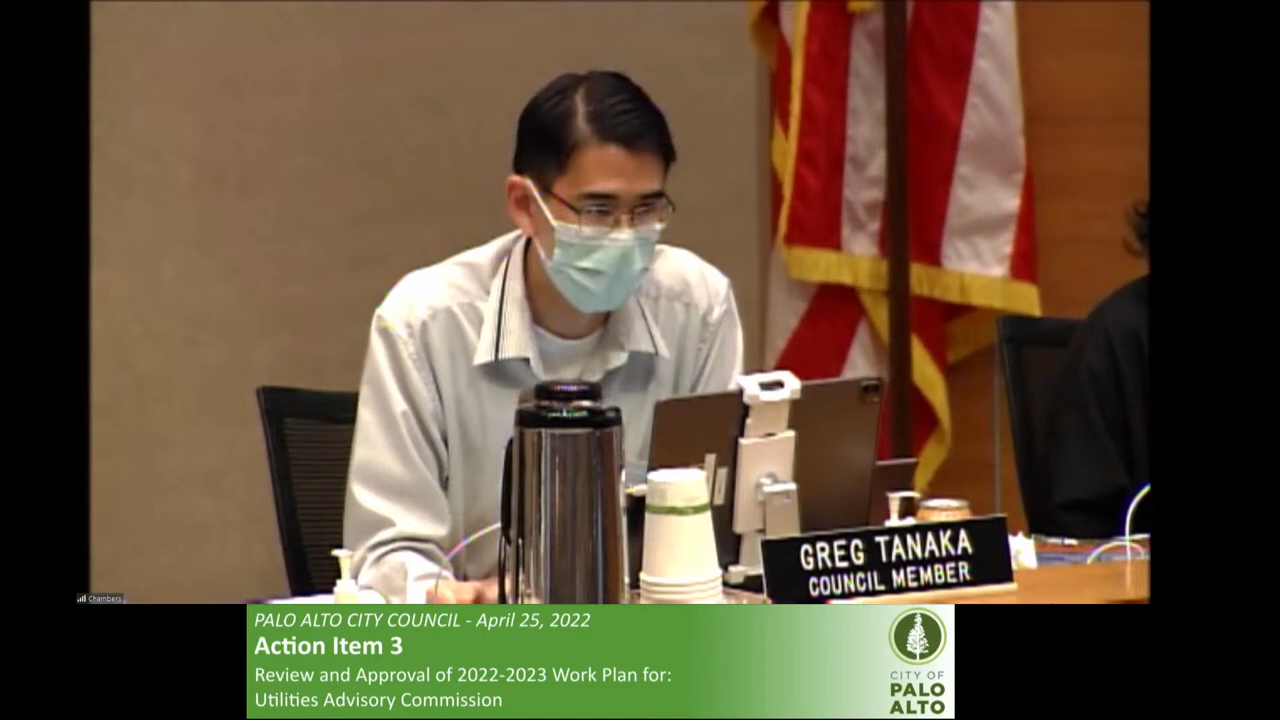 GREG TANAKA
COUNCIL MEMBER
Chambers
PALO ALTO CITY COUNCIL - April 25, 2022
Action Item 3
Review and Approval of 2022-2023 Work Plan for:
Utilities Advisory Commission
CITY OF
PALO
ALTO